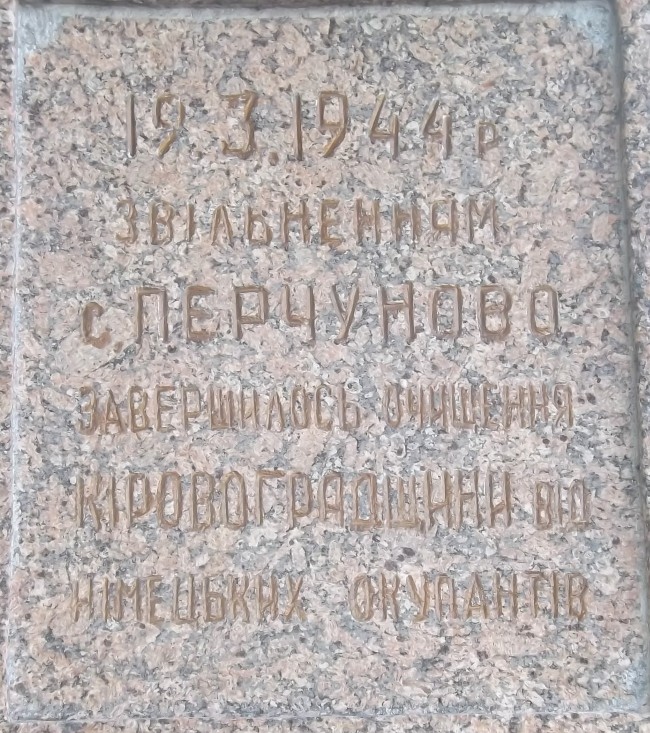 19 3.1944 р
ЗВІЛЬНЕННЯМ
с. ПЕРЧУНОВО
ЗАВЕРШИЛОСЬ ОЧИЩЕННЯ
КІРОВОГРАДЩИНИ ВІД
НІМЕЦЬКИХ ОКУПАНТІВ